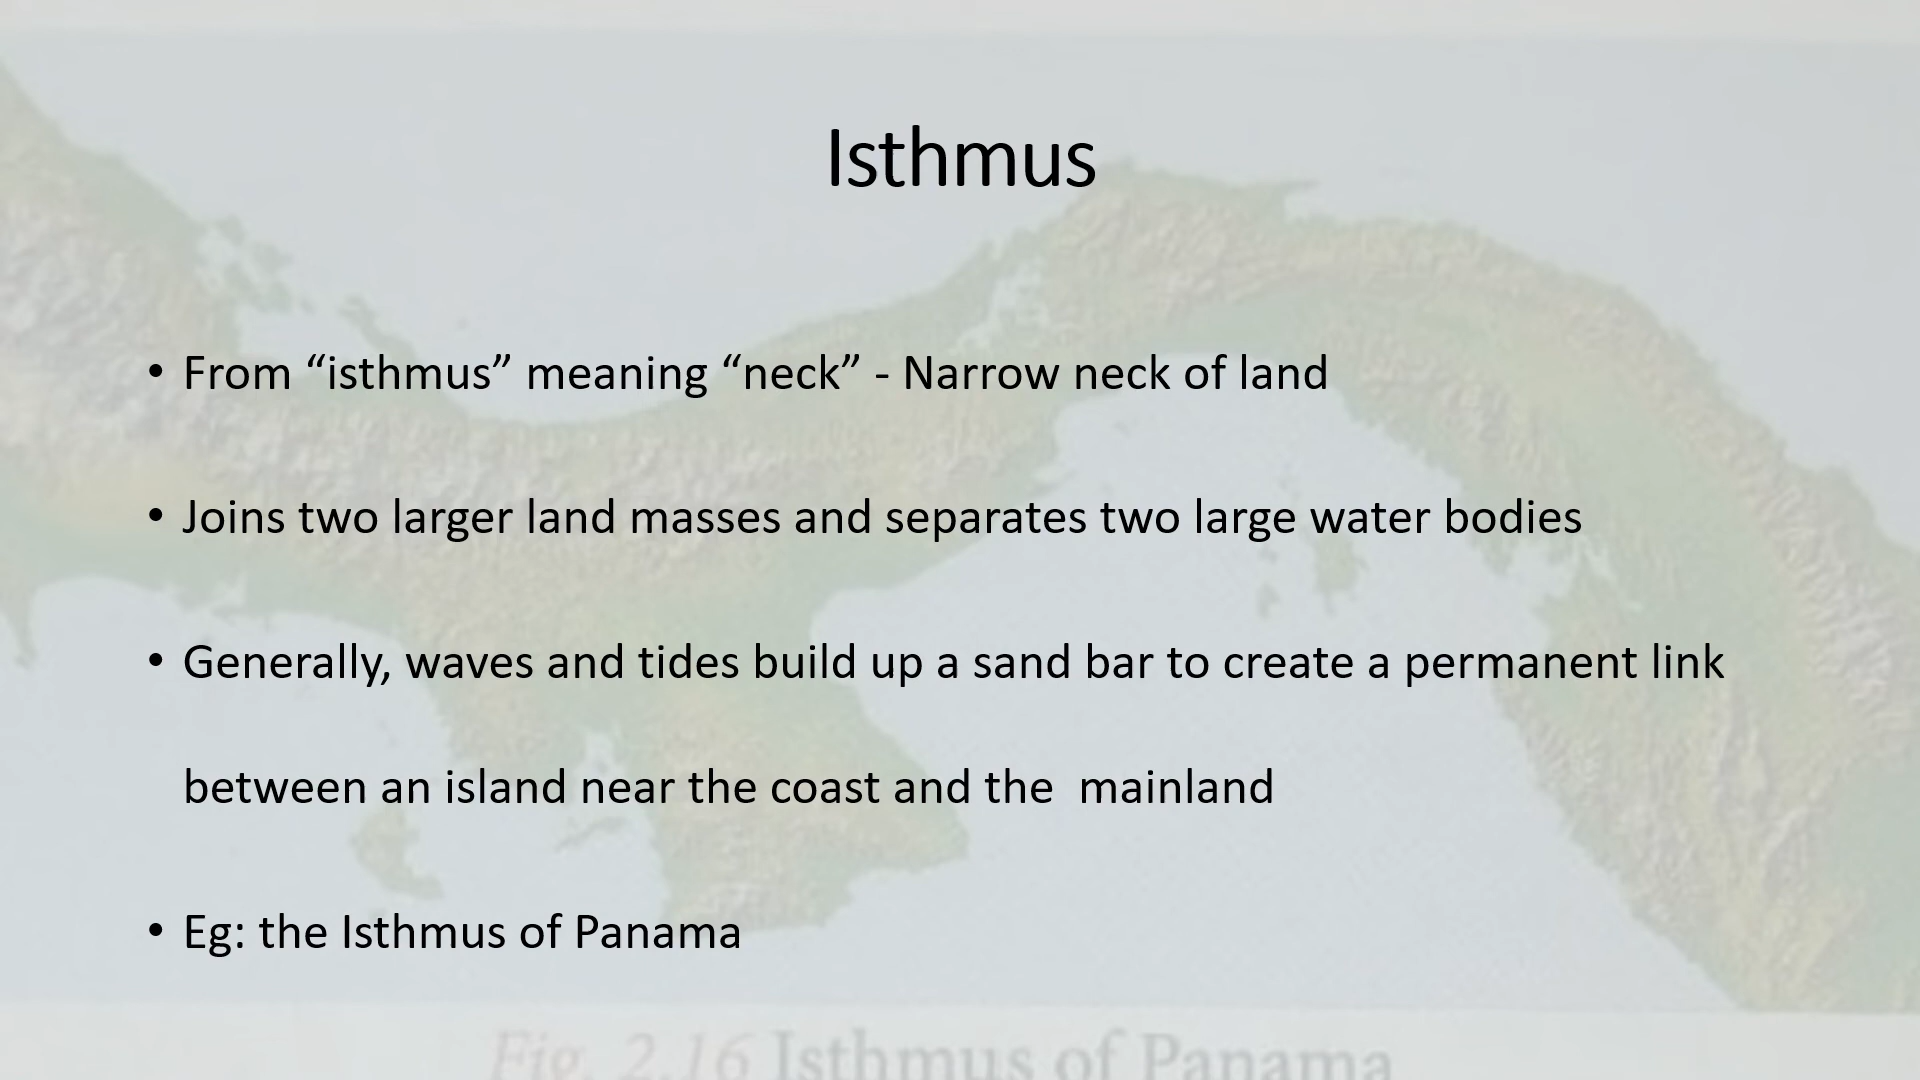 Isthmus
• From “isthmus” meaning “neck” - Narrow neck of land
• Joins two larger land masses and separates two large water bodies
• Generally, waves and tides build up a sand bar to create a permanent link
between an island near the coast and the  mainland
• Eg: the Isthmus of Panama
Fig. 2.16 Isthmus of Panama